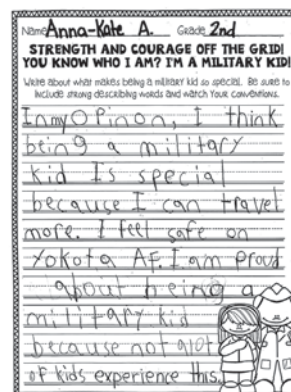 Name Anna-Kate A. Grade 2nd
STRENGTH AND COURAGE OFF THE GRID!
YOU KNOW WHO I AM? I'M A MILITARY KID!
Write about what makes being a military kid so special. Be sure to
include strong describing words and watch your conventions.
In my Opinon, I think
being a military
kid Is special
because I can travel
more. I feel safe on
Yokota AF. I am proud
about being a
military kid
because not alot
of kids experience this.